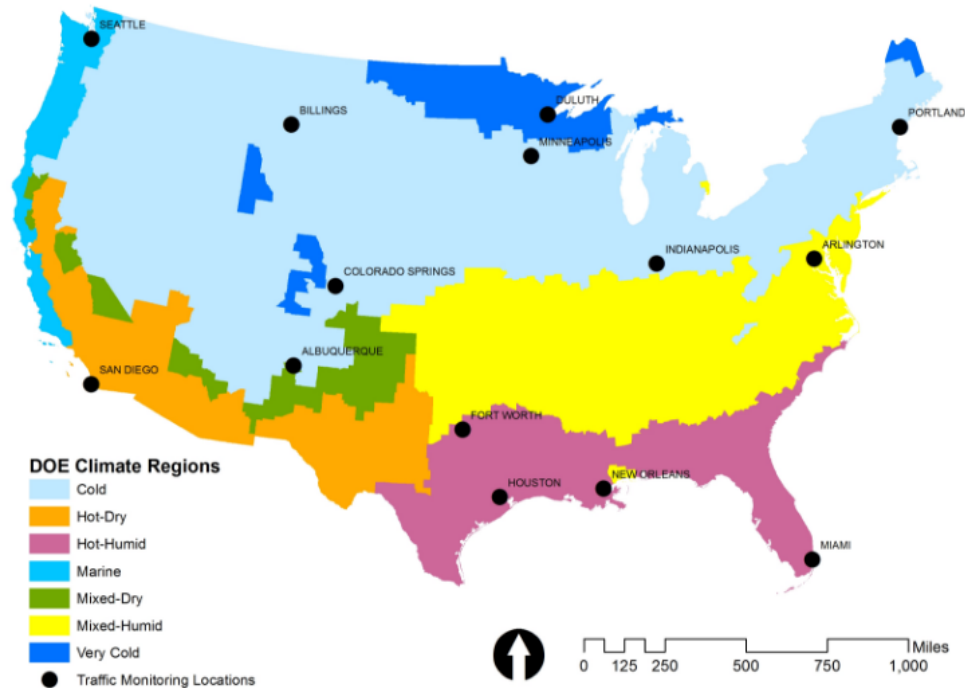 SEATTLE
BILLINGS
DULUTH
MINNEAPOLIS
PORTLAND
INDIANAPOLIS
ARLINGTON
COLORADO SPRINGS
ALBUQUERQUE
SAN DIEGO
FORT WORTH
HOUSTON
NEW ORLEANS
MIAMI
DOE Climate Regions
Cold
Hot-Dry
Hot-Humid
Marine
Mixed-Dry
Mixed-Humid
Very Cold
Traffic Monitoring Locations
Miles
0 125 250 500 750 1,000